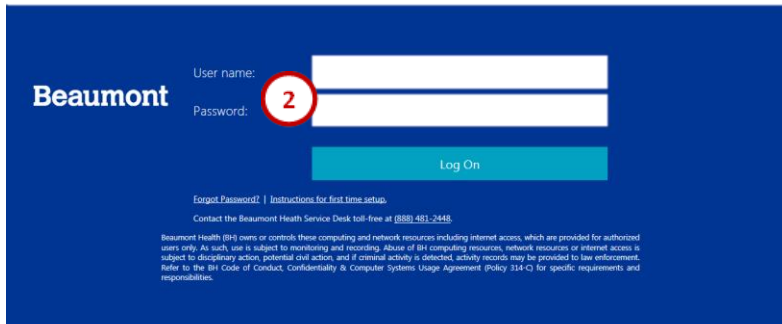 User name:
Beaumont
2
Password:
Log On
Forgot Password? | Instructions for first time setup.
Contact the Beaumont Heath Service Desk toll-free at (888) 481-2448.
Beaumont Health (BH) owns or controls these computing and network resources including internet access, which are provided for authorized
users only. As such, use is subject to monitoring and recording. Abuse of BH computing resources, network resources or internet access is
subject to disciplinary action, potential civil action, and if criminal activity is detected, activity records may be provided to law enforcement.
Refer to the BH Code of Conduct, Confidentiality & Computer Systems Usage Agreement (Policy 314-C) for specific requirements and
responsibilities.